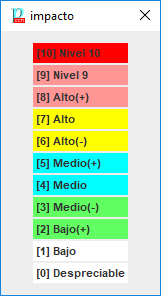 impacto
[10] Nivel 10
[9] Nivel 9
[8] Alto(+)
[7] Alto
[6] Alto(-)
[5] Medio(+)
[4] Medio
[3] Medio(-)
[2] Bajo(+)
[1] Bajo
[0] Despreciable